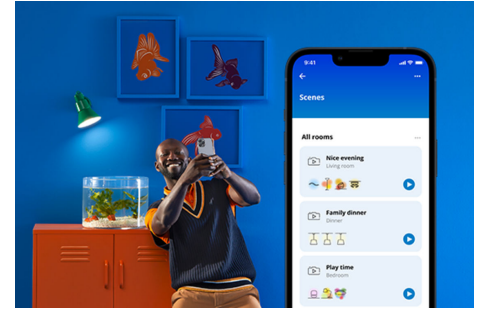 9:41
Scenes
All rooms
Nice evening
Living room
Family dinner
Dinner
Play time
Bedroom